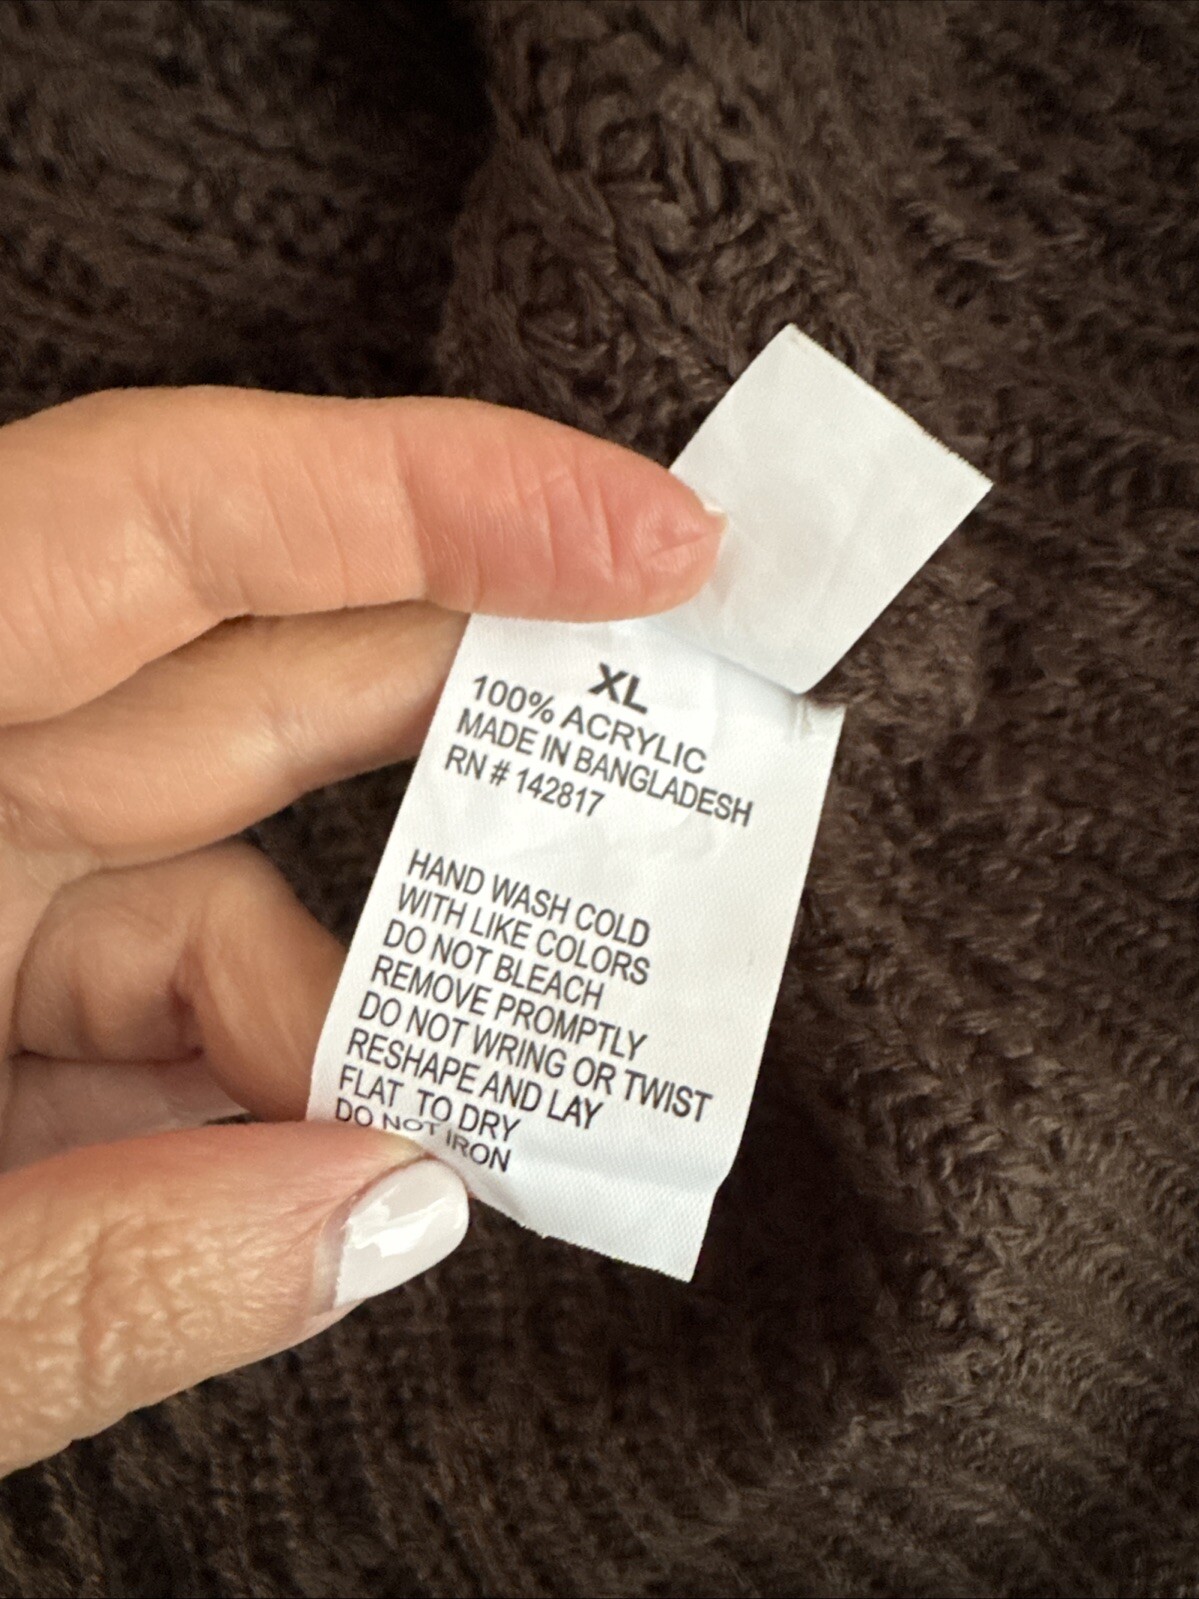 XL
100% ACRYLIC
MADE IN BANGLADESH
RN # 142817
HAND WASH COLD
WITH LIKE COLORS
DO NOT BLEACH
REMOVE PROMPTLY
DO NOT WRING OR TWIST
RESHAPE AND LAY
FLAT TO DRY
DO NOT IRON